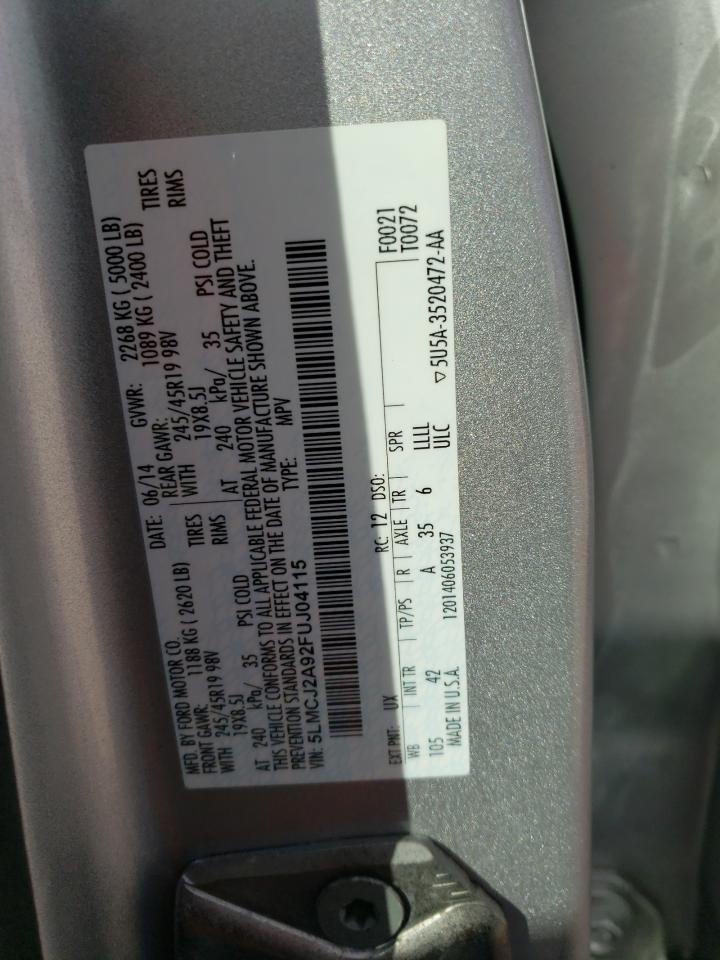 MFD. BY FORD MOTOR CO.
DATE: 06/14 GVWR: 2268 KG ( 5000 LB)
FRONT GAWR: 1188 KG (2620 LB) REAR GAWR: 1089 KG ( 2400 LB)
WITH 245/45R19 98V TIRES WITH 245/45R19 98V TIRES
19X8.5J RIMS 19X8.5J RIMS
AT 240 kPa/ 35 PSI COLD AT 240 kPa/ 35 PSI COLD
THIS VEHICLE CONFORMS TO ALL APPLICABLE FEDERAL MOTOR VEHICLE SAFETY AND THEFT
PREVENTION STANDARDS IN EFFECT ON THE DATE OF MANUFACTURE SHOWN ABOVE.
VIN: 5LMCJ2A92FUJ04115 TYPE: MPV
EXT PNT: UX RC: 12 DSO: F0021
WB INT TR TP/PS R AXLE TR SPR T0072
105 42 A 35 6 LLLL
MADE IN U.S.A. 1201406053937 ULC ▽ 5U5A-3520472-AA